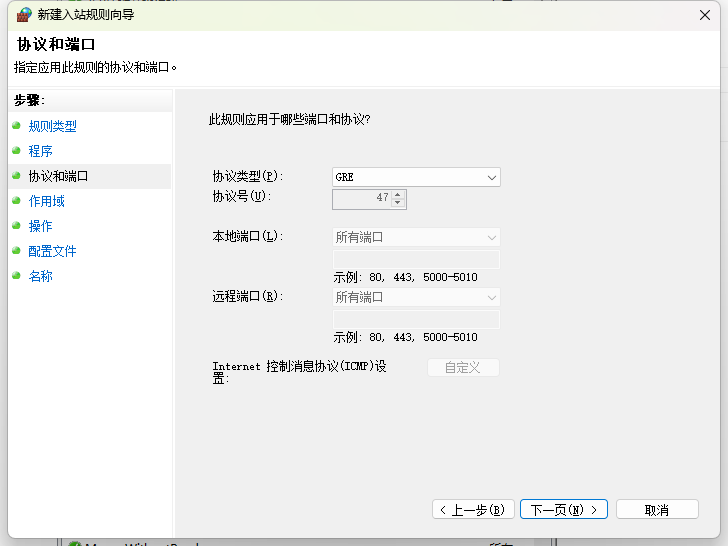 新建入站规则向导
协议和端口
指定应用此规则的协议和端口。
步骤:
规则类型
程序
协议和端口
作用域
操作
配置文件
名称
此规则应用于哪些端口和协议?
协议类型(P): GRE
协议号(U): 47
本地端口(L): 所有端口
示例: 80, 443, 5000-5010
远程端口(R): 所有端口
示例: 80, 443, 5000-5010
Internet 控制消息协议(ICMP)设
置:
自定义
< 上一步(B) 下一页(N) > 取消